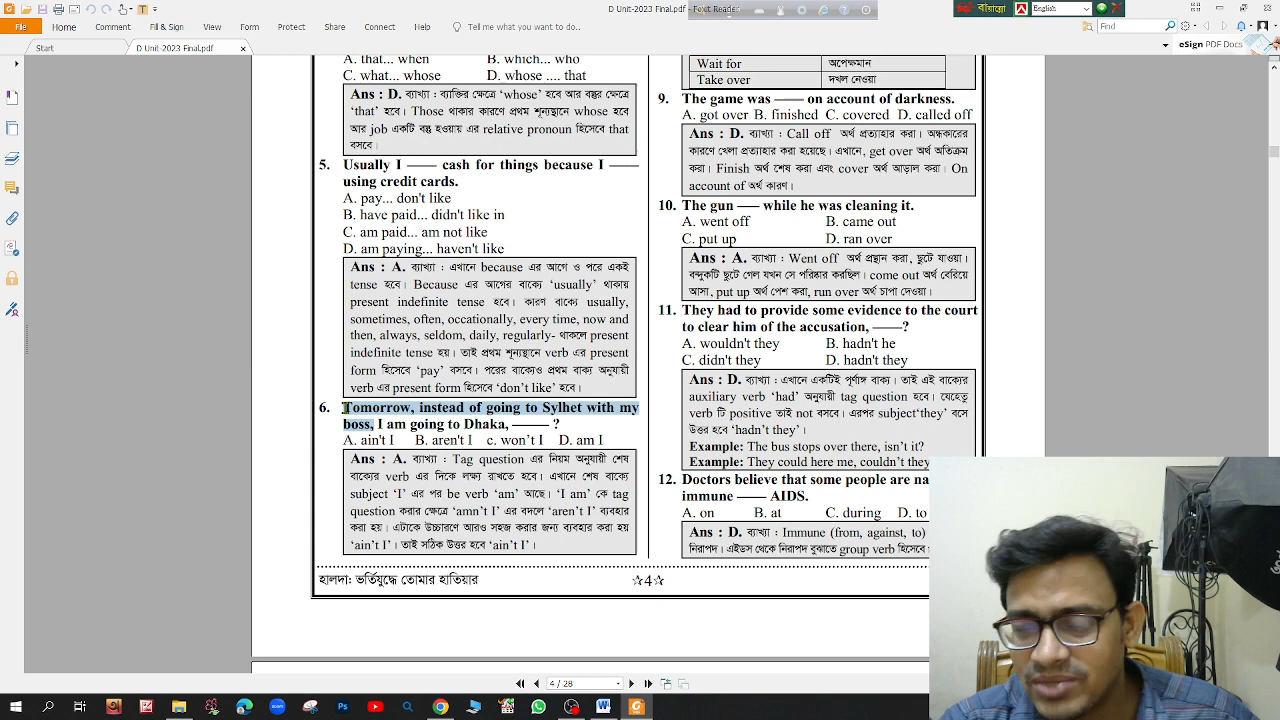 D Unit-2023 Final.pdf - Foxit Reader
বায়ান্নো
English
File
Home
Comment
View
Form
Protect
Share
Connect
Help
Tell me what you want to do...
Find
Start
D Unit-2023 Final.pdf
eSign PDF Docs
A. that... when B. which... who
C. what... whose D. whose .... that
Ans : D. ব্যাখ্যা : ব্যক্তির ক্ষেত্রে ‘whose’ হবে আর বস্তুর ক্ষেত্রে
‘that’ হবে। Those থাকার কারণে প্রথম শূন্যস্থানে whose হবে
আর job একটি বস্তু হওয়ায় এর relative pronoun হিসেবে that
বসবে।
5. Usually I —— cash for things because I ——
using credit cards.
A. pay... don't like
B. have paid... didn't like in
C. am paid... am not like
D. am paying... haven't like
Ans : A. ব্যাখ্যা : এখানে because এর আগে ও পরে একই
tense হবে। Because এর আগের বাক্যে ‘usually’ থাকায়
present indefinite tense হবে। কারণ বাক্যে usually,
sometimes, often, occationally, every time, now and
then, always, seldom, daily, regularly- থাকলে present
indefinite tense হয়। তাই প্রথম শূন্যস্থানে verb এর present
form হিসেবে ‘pay’ বসবে। পরের বাক্যেও প্রথম বাক্য অনুযায়ী
verb এর present form হিসেবে ‘don’t like’ হবে।
6. Tomorrow, instead of going to Sylhet with my
boss, I am going to Dhaka, —— ?
A. ain't I B. aren't I c. won’t I D. am I
Ans : A. ব্যাখ্যা : Tag question এর নিয়ম অনুযায়ী শেষ
বাক্যের verb এর দিকে লক্ষ্য রাখতে হবে। এখানে শেষ বাক্যে
subject ‘I’ এর পর be verb ‘am’ আছে। ‘I am’ কে tag
question করার ক্ষেত্রে ‘amn’t I’ এর বদলে ‘aren’t I’ ব্যবহার
করা হয়। এটাকে উচ্চারণে আরও সহজ করার জন্য ব্যবহার করা হয়
‘ain’t I’। তাই সঠিক উত্তর হবে ‘ain’t I’।
Wait for অপেক্ষমান
Take over দখল নেওয়া
9. The game was —— on account of darkness.
A. got over B. finished C. covered D. called off
Ans : D. ব্যাখ্যা : Call off অর্থ প্রত্যাহার করা। অন্ধকারের
কারণে খেলা প্রত্যাহার করা হয়েছে। এখানে, get over অর্থ অতিক্রম
করা। Finish অর্থ শেষ করা এবং cover অর্থ আড়াল করা। On
account of অর্থ কারণ।
10. The gun —— while he was cleaning it.
A. went off B. came out
C. put up D. ran over
Ans : A. ব্যাখ্যা : Went off অর্থ প্রস্থান করা, ছুটে যাওয়া।
বন্দুকটি ছুটে গেল যখন সে পরিষ্কার করছিল। come out অর্থ বেরিয়ে
আসা, put up অর্থ পেশ করা, run over অর্থ চাপা দেওয়া।
11. They had to provide some evidence to the court
to clear him of the accusation, ——?
A. wouldn't they B. hadn't he
C. didn't they D. hadn't they
Ans : D. ব্যাখ্যা : এখানে একটিই পূর্ণাঙ্গ বাক্য। তাই এই বাক্যের
auxiliary verb ‘had’ অনুযায়ী tag question হবে। যেহেতু
verb টি positive তাই not বসবে। এরপর subject‘they’ বসে
উত্তর হবে ‘hadn’t they’।
Example: The bus stops over there, isn’t it?
Example: They could here me, couldn’t they
12. Doctors believe that some people are na
immune —— AIDS.
A. on B. at C. during D. to
Ans : D. ব্যাখ্যা : Immune (from, against, to)
নিরাপদ। এইডস থেকে নিরাপদ বুঝাতে group verb হিসেবে
হালদা: ভর্তিযুদ্ধে তোমার হাতিয়ার ☆4☆
4 / 28